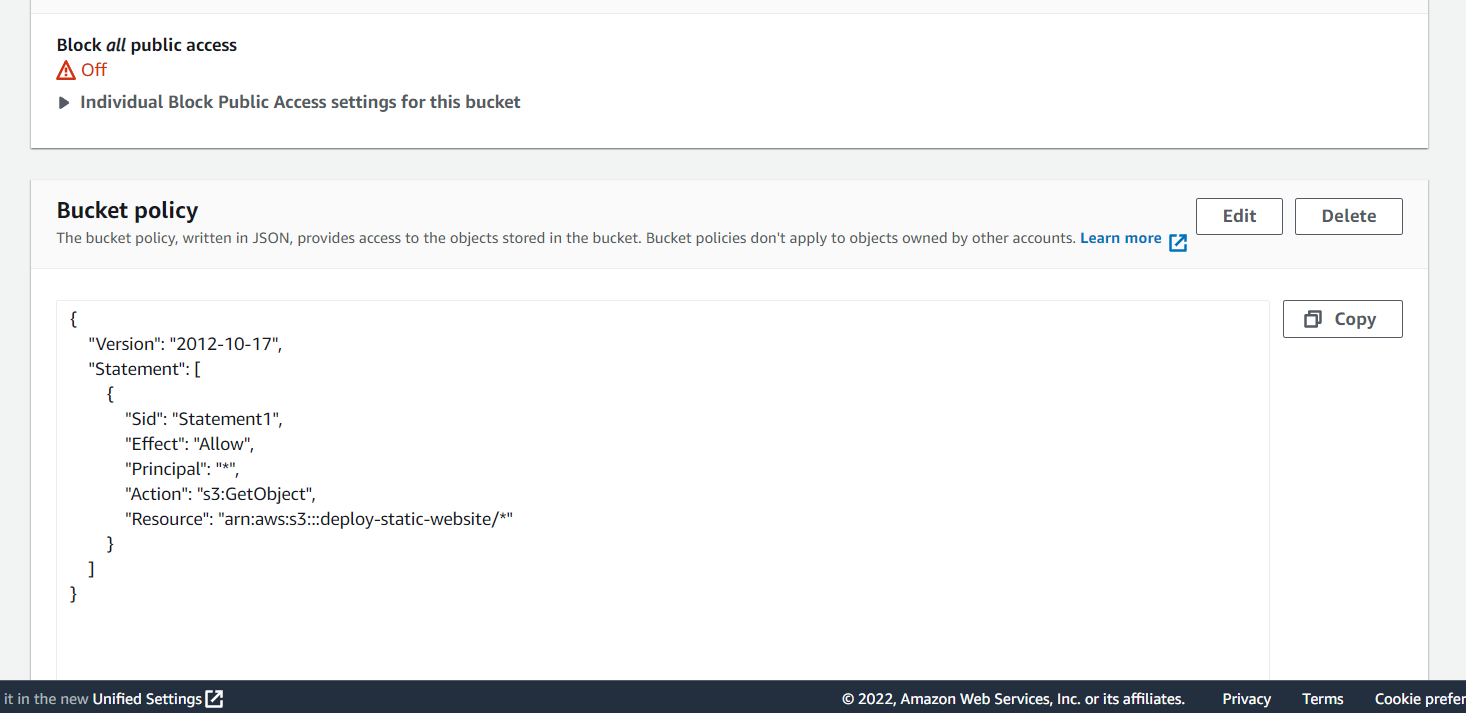 Block all public access
Off
Individual Block Public Access settings for this bucket
Bucket policy
Edit
Delete
The bucket policy, written in JSON, provides access to the objects stored in the bucket. Bucket policies don't apply to objects owned by other accounts. Learn more
{
"Version": "2012-10-17",
"Statement": [
{
"Sid": "Statement1",
"Effect": "Allow",
"Principal": "*",
"Action": "s3:GetObject",
"Resource": "arn:aws:s3:::deploy-static-website/*"
}
]
}
Copy
it in the new Unified Settings
© 2022, Amazon Web Services, Inc. or its affiliates.
Privacy
Terms
Cookie prefer